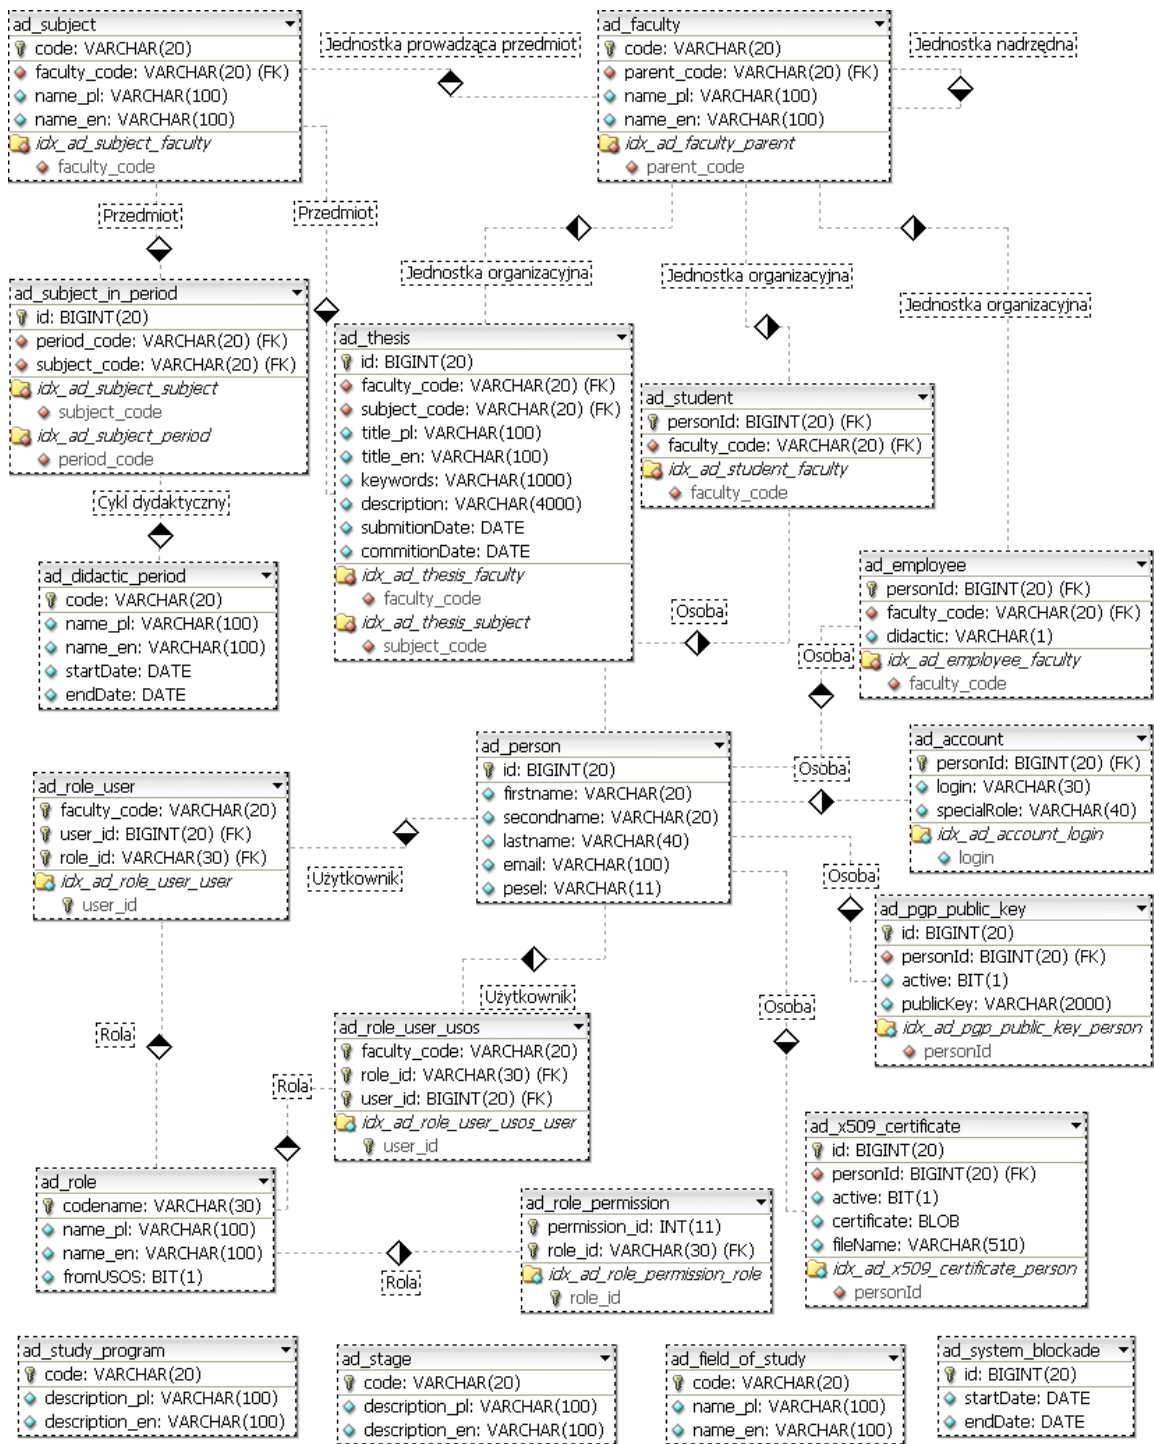 ad_subject
code: VARCHAR(20)
faculty_code: VARCHAR(20) (FK)
name_pl: VARCHAR(100)
name_en: VARCHAR(100)
idx_ad_subject_faculty
faculty_code
Jednostka prowadząca przedmiot
ad_faculty
code: VARCHAR(20)
parent_code: VARCHAR(20) (FK)
name_pl: VARCHAR(100)
name_en: VARCHAR(100)
idx_ad_faculty_parent
parent_code
Jednostka nadrzędna
Przedmiot
Przedmiot
Jednostka organizacyjna
Jednostka organizacyjna
Jednostka organizacyjna
ad_subject_in_period
id: BIGINT(20)
period_code: VARCHAR(20) (FK)
subject_code: VARCHAR(20) (FK)
idx_ad_subject_subject
subject_code
idx_ad_subject_period
period_code
ad_thesis
id: BIGINT(20)
faculty_code: VARCHAR(20) (FK)
subject_code: VARCHAR(20) (FK)
title_pl: VARCHAR(100)
title_en: VARCHAR(100)
keywords: VARCHAR(1000)
description: VARCHAR(4000)
submitionDate: DATE
commitionDate: DATE
idx_ad_thesis_faculty
faculty_code
idx_ad_thesis_subject
subject_code
ad_student
personId: BIGINT(20) (FK)
faculty_code: VARCHAR(20) (FK)
idx_ad_student_faculty
faculty_code
Cykl dydaktyczny
ad_didactic_period
code: VARCHAR(20)
name_pl: VARCHAR(100)
name_en: VARCHAR(100)
startDate: DATE
endDate: DATE
ad_employee
personId: BIGINT(20) (FK)
faculty_code: VARCHAR(20) (FK)
didactic: VARCHAR(1)
idx_ad_employee_faculty
faculty_code
Osoba
Osoba
ad_person
id: BIGINT(20)
firstname: VARCHAR(20)
secondname: VARCHAR(20)
lastname: VARCHAR(40)
email: VARCHAR(100)
pesel: VARCHAR(11)
Osoba
ad_account
personId: BIGINT(20) (FK)
login: VARCHAR(30)
specialRole: VARCHAR(40)
idx_ad_account_login
login
ad_role_user
faculty_code: VARCHAR(20)
user_id: BIGINT(20) (FK)
role_id: VARCHAR(30) (FK)
idx_ad_role_user_user
user_id
Użytkownik
Osoba
ad_pgp_public_key
id: BIGINT(20)
personId: BIGINT(20) (FK)
active: BIT(1)
publicKey: VARCHAR(2000)
idx_ad_pgp_public_key_person
personId
Użytkownik
Osoba
Rola
ad_role_user_usos
faculty_code: VARCHAR(20)
role_id: VARCHAR(30) (FK)
user_id: BIGINT(20) (FK)
idx_ad_role_user_usos_user
user_id
Rola
ad_x509_certificate
id: BIGINT(20)
personId: BIGINT(20) (FK)
active: BIT(1)
certificate: BLOB
fileName: VARCHAR(510)
idx_ad_x509_certificate_person
personId
ad_role
codename: VARCHAR(30)
name_pl: VARCHAR(100)
name_en: VARCHAR(100)
fromUSOS: BIT(1)
Rola
ad_role_permission
permission_id: INT(11)
role_id: VARCHAR(30) (FK)
idx_ad_role_permission_role
role_id
ad_study_program
code: VARCHAR(20)
description_pl: VARCHAR(100)
description_en: VARCHAR(100)
ad_stage
code: VARCHAR(20)
description_pl: VARCHAR(100)
description_en: VARCHAR(100)
ad_field_of_study
code: VARCHAR(20)
name_pl: VARCHAR(100)
name_en: VARCHAR(100)
ad_system_blockade
id: BIGINT(20)
startDate: DATE
endDate: DATE